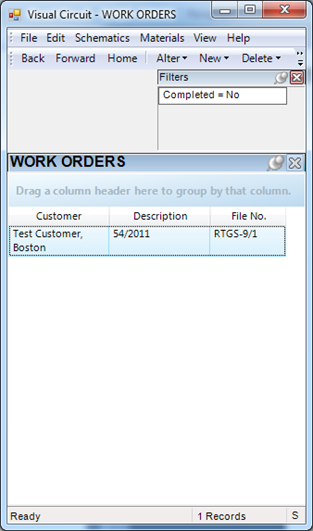 Visual Circuit - WORK ORDERS
File Edit Schematics Materials View Help
Back Forward Home Alter New Delete
Filters
Completed = No
WORK ORDERS
Drag a column header here to group by that column.
Customer Description File No.
Test Customer, 54/2011 RTGS-9/1
Boston
Ready 1 Records S